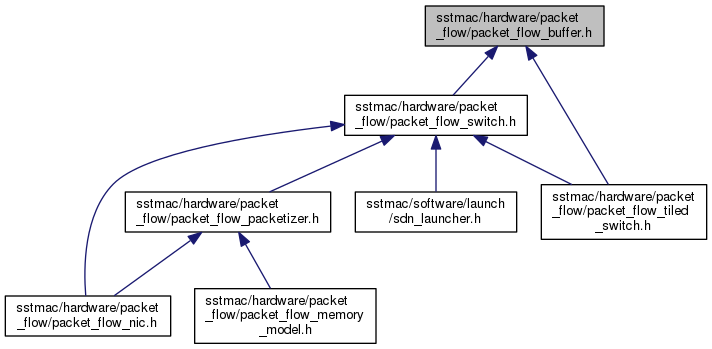 sstmac/hardware/packet
_flow/packet_flow_buffer.h
sstmac/hardware/packet
_flow/packet_flow_switch.h
sstmac/hardware/packet
_flow/packet_flow_packetizer.h
sstmac/software/launch
/sdn_launcher.h
sstmac/hardware/packet
_flow/packet_flow_tiled
_switch.h
sstmac/hardware/packet
_flow/packet_flow_nic.h
sstmac/hardware/packet
_flow/packet_flow_memory
_model.h